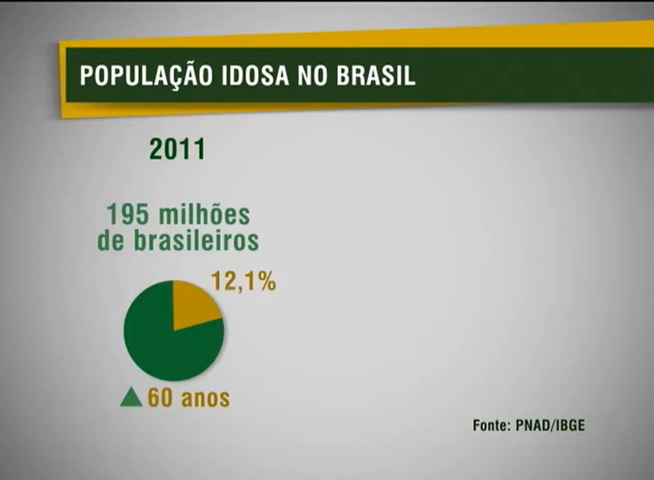 POPULAÇÃO IDOSA NO BRASIL
2011
195 milhões
de brasileiros
12,1%
60 anos
Fonte: PNAD/IBGE